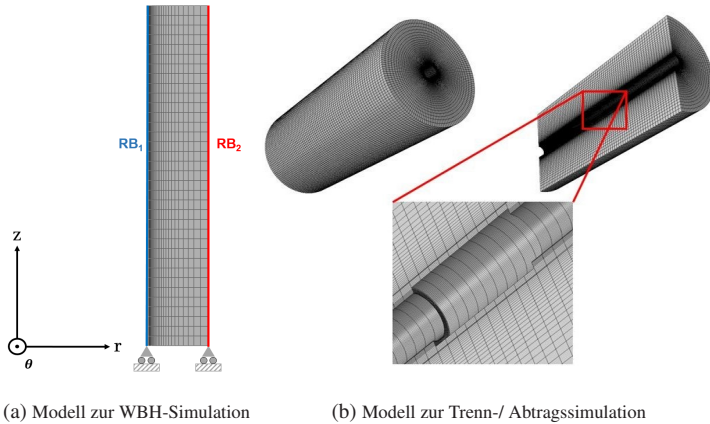 RB₁
RB₂
z
r
θ
(a) Modell zur WBH-Simulation
(b) Modell zur Trenn-/ Abtragssimulation